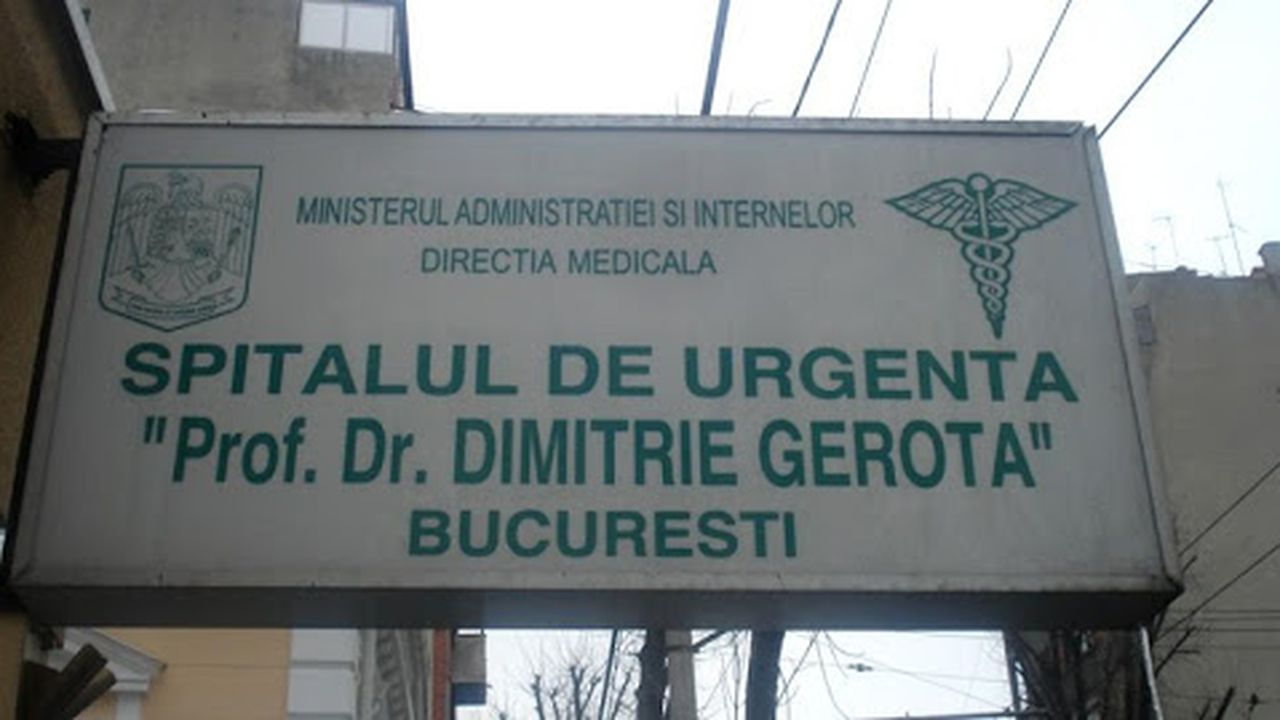 MINISTERUL ADMINISTRATIEI SI INTERNELOR
DIRECTIA MEDICALA
SPITALUL DE URGENTA
"Prof. Dr. DIMITRIE GEROTA"
BUCURESTI